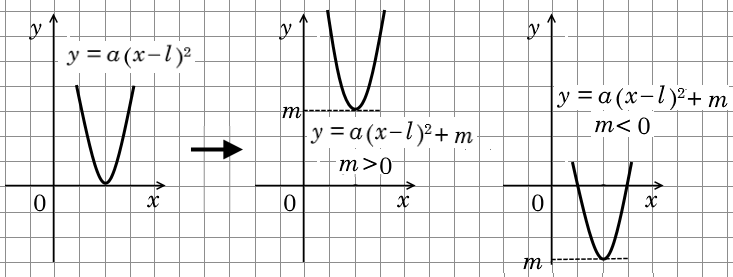 y
y = a(x–l)²
0
x
y
m
y = a(x–l)²+ m
m>0
0
x
y = a(x–l)²+ m
m< 0
y
0
x
m